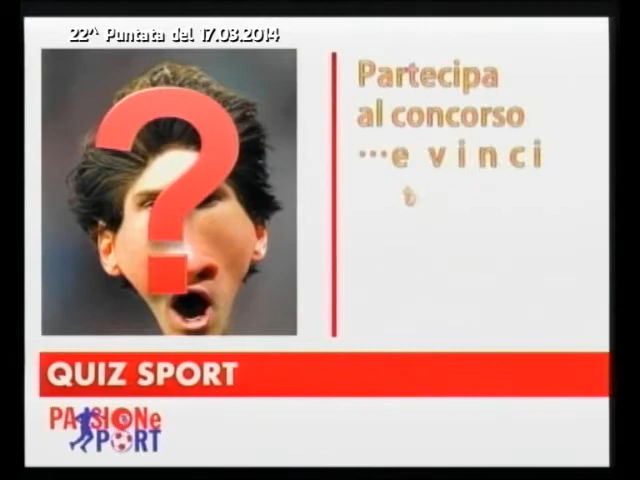 22^ Puntata del 17.03.2014
?
Partecipa
al concorso
...e vinci
QUIZ SPORT
PASSIONe
SPORT